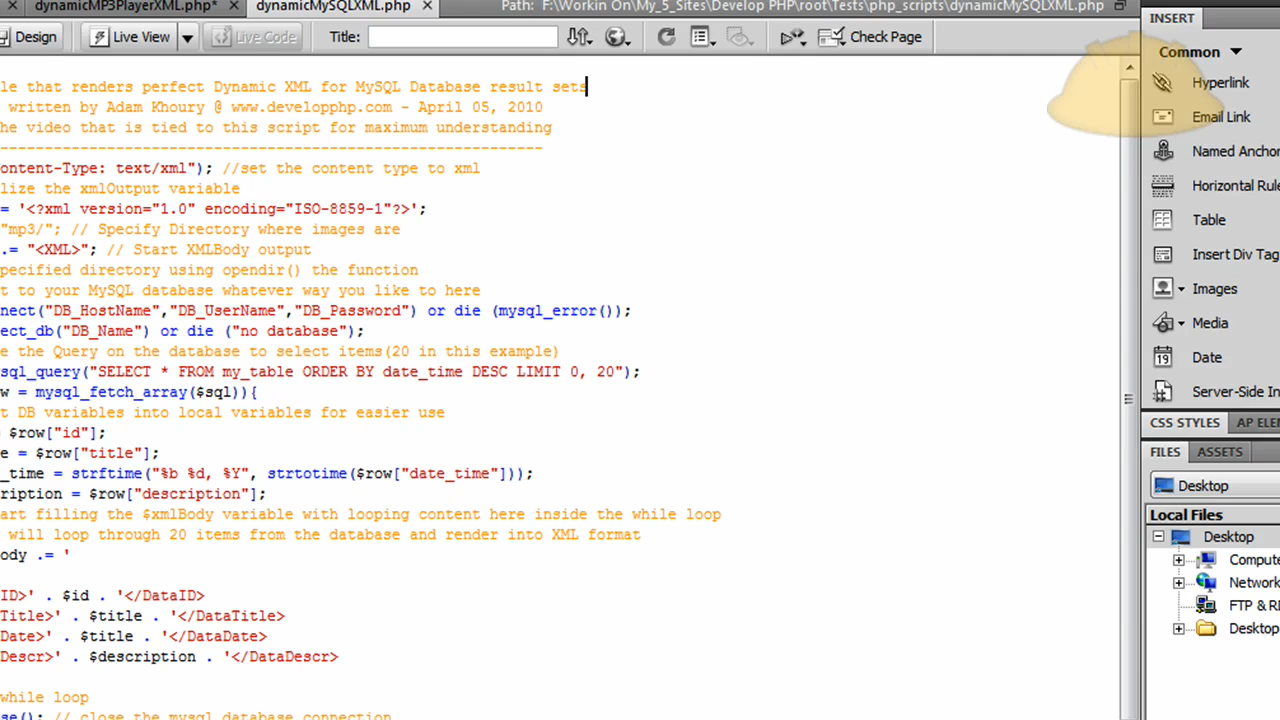 dynamicMP3PlayerXML.php* × dynamicMySQLXML.php × Path: F:\Workin On\My_5_Sites\Develop PHP\root\Tests\php_scripts\dynamicMySQLXML.php
Design Live View Live Code Title: Check Page
INSERT
Common
Hyperlink
Email Link
Named Ancho
Horizontal Rule
Table
Insert Div Tag
Images
Media
Date
Server-Side In
CSS STYLES AP ELE
FILES ASSETS
Desktop
Local Files
Desktop
Compute
Network
FTP & RD
Desktop
le that renders perfect Dynamic XML for MySQL Database result sets
written by Adam Khoury @ www.developphp.com - April 05, 2010
he video that is tied to this script for maximum understanding
-------------------------------------------------------------
ontent-Type: text/xml"); //set the content type to xml
lize the xmlOutput variable
= '<?xml version="1.0" encoding="ISO-8859-1"?>';
"mp3/"; // Specify Directory where images are
.= "<XML>"; // Start XMLBody output
pecified directory using opendir() the function
t to your MySQL database whatever way you like to here
nect("DB_HostName","DB_UserName","DB_Password") or die (mysql_error());
ect_db("DB_Name") or die ("no database");
e the Query on the database to select items(20 in this example)
sql_query("SELECT * FROM my_table ORDER BY date_time DESC LIMIT 0, 20");
w = mysql_fetch_array($sql)){
t DB variables into local variables for easier use
= $row["id"];
e = $row["title"];
_time = strftime("%b %d, %Y", strtotime($row["date_time"]));
ription = $row["description"];
art filling the $xmlBody variable with looping content here inside the while loop
will loop through 20 items from the database and render into XML format
ody .= '
ID>' . $id . '</DataID>
Title>' . $title . '</DataTitle>
Date>' . $title . '</DataDate>
Descr>' . $description . '</DataDescr>
while loop
se(); // close the mysql database connection